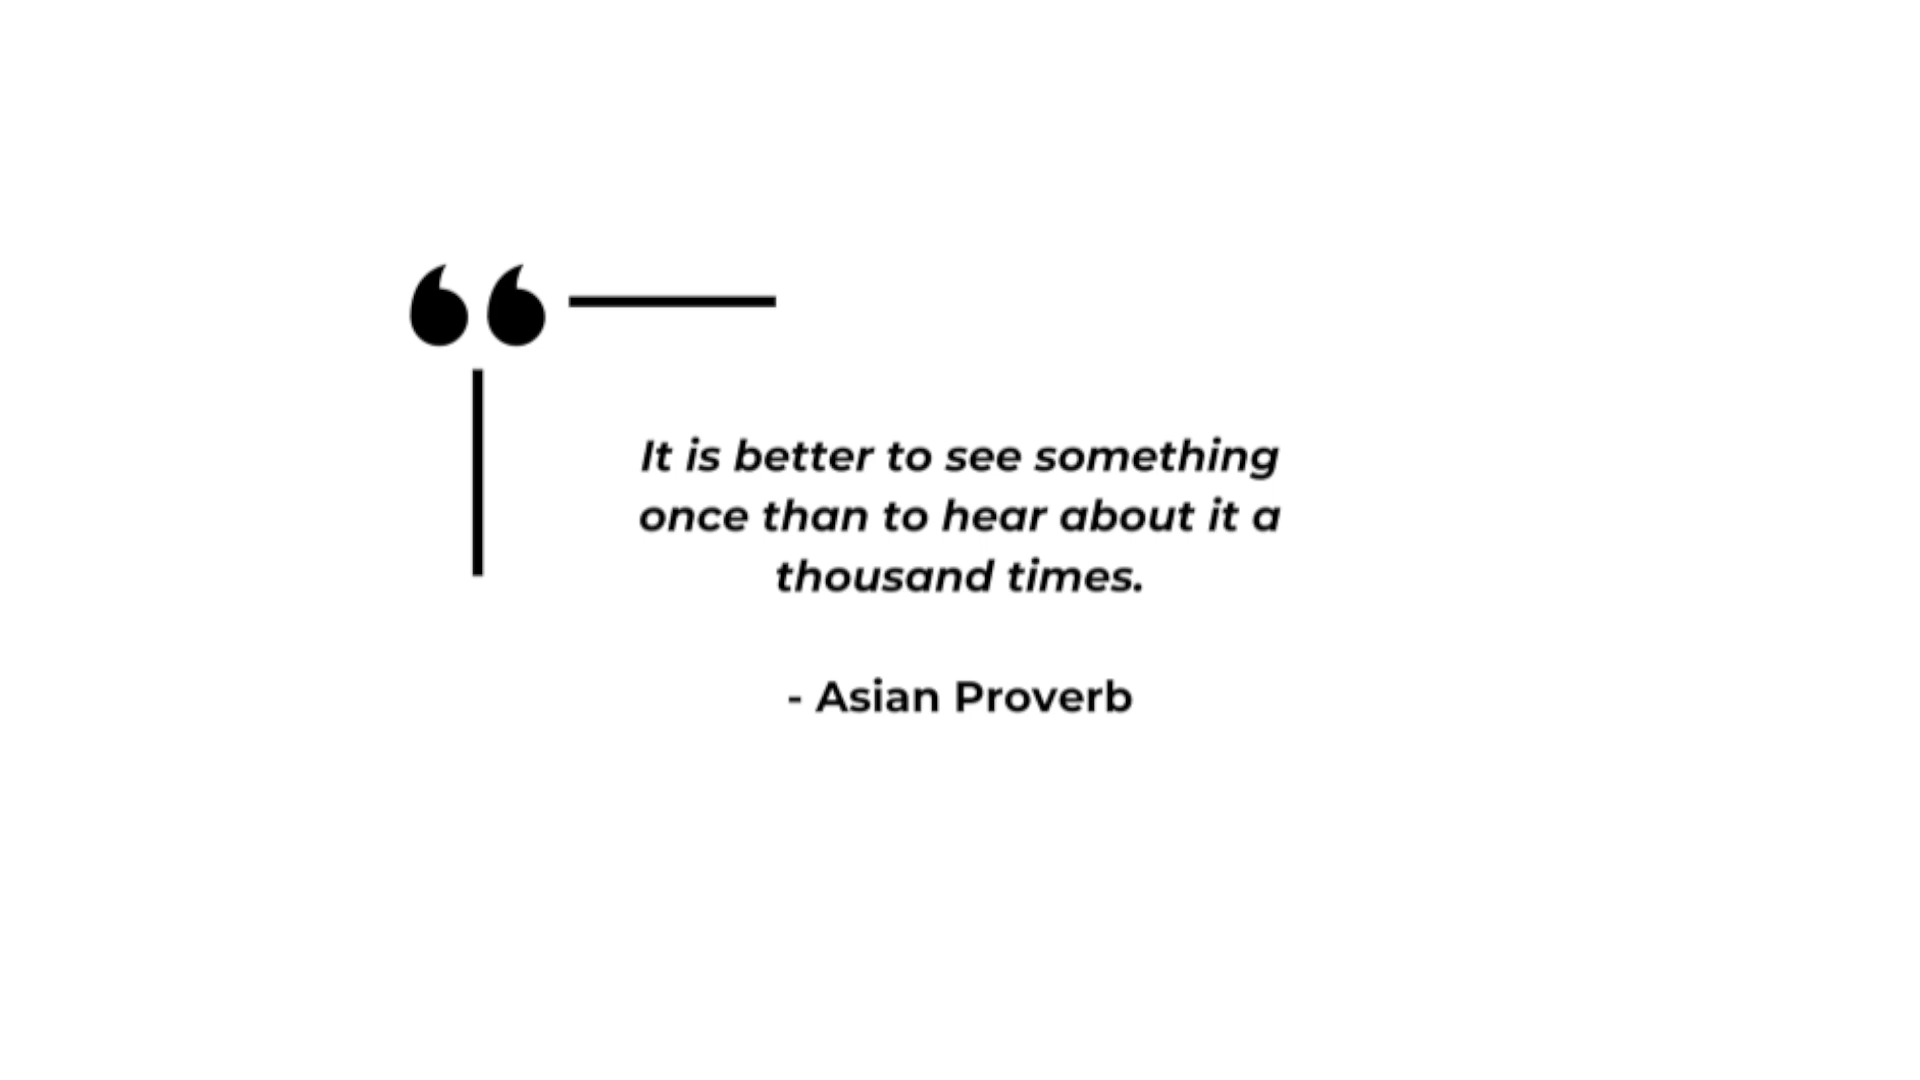 It is better to see something
once than to hear about it a
thousand times.
- Asian Proverb